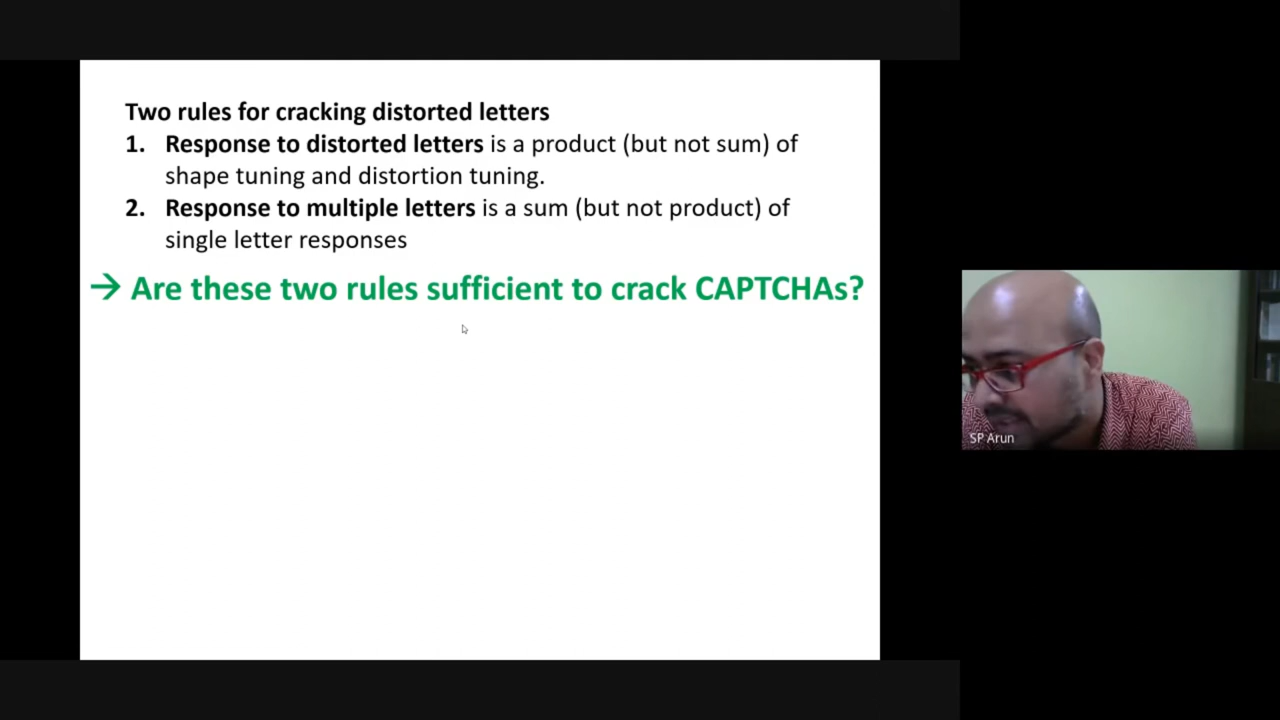 Two rules for cracking distorted letters
1. Response to distorted letters is a product (but not sum) of
shape tuning and distortion tuning.
2. Response to multiple letters is a sum (but not product) of
single letter responses
→ Are these two rules sufficient to crack CAPTCHAs?
SP Arun